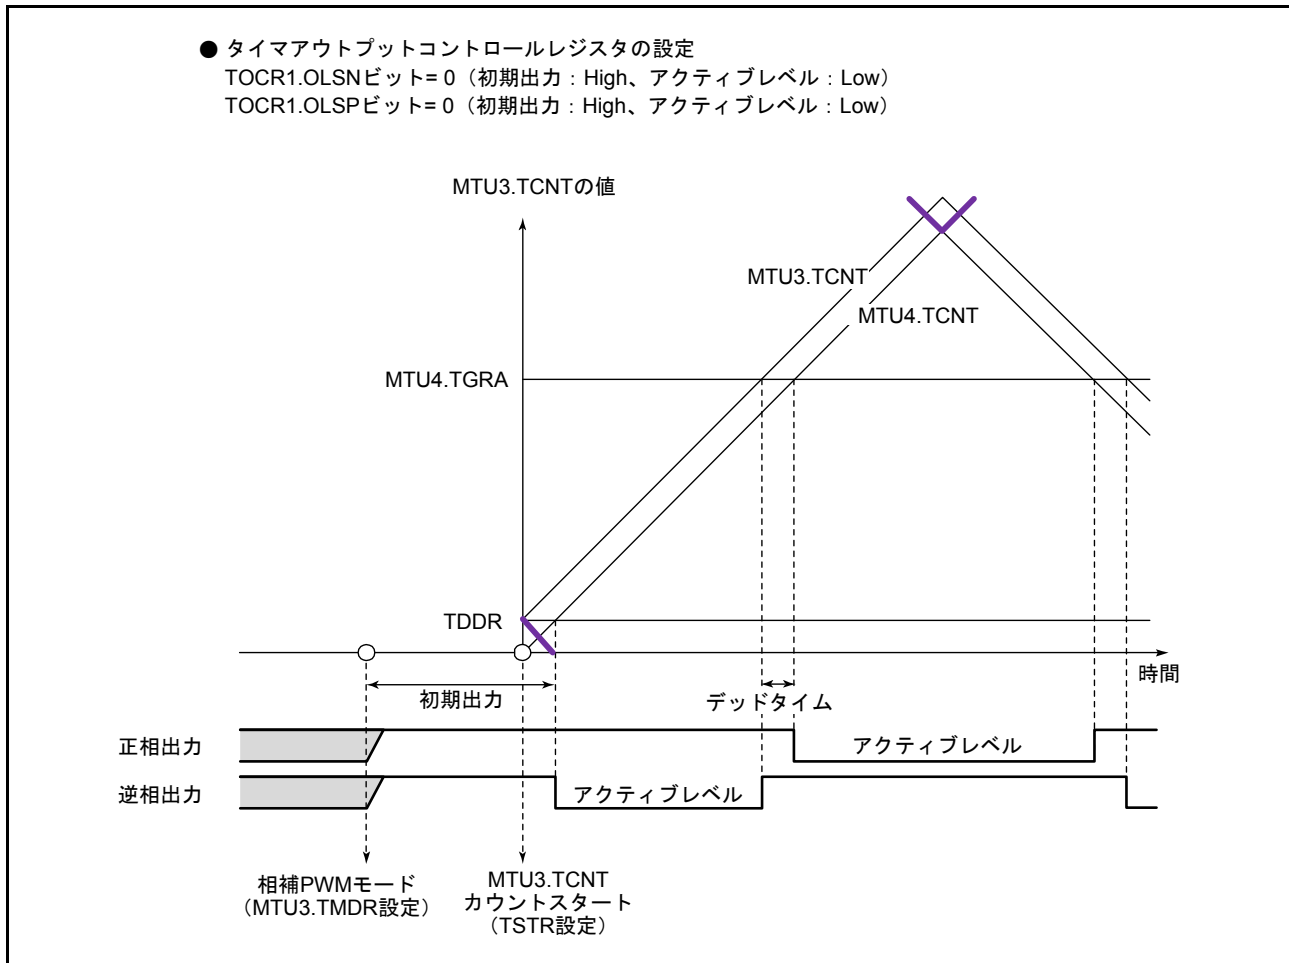 ● タイマアウトプットコントロールレジスタの設定
TOCR1.OLSNビット= 0（初期出力：High、アクティブレベル：Low）
TOCR1.OLSPビット= 0（初期出力：High、アクティブレベル：Low）
MTU3.TCNTの値
MTU3.TCNT
MTU4.TCNT
MTU4.TGRA
TDDR
時間
初期出力
デッドタイム
正相出力
アクティブレベル
逆相出力
アクティブレベル
相補PWMモード
（MTU3.TMDR設定）
MTU3.TCNT
カウントスタート
（TSTR設定）